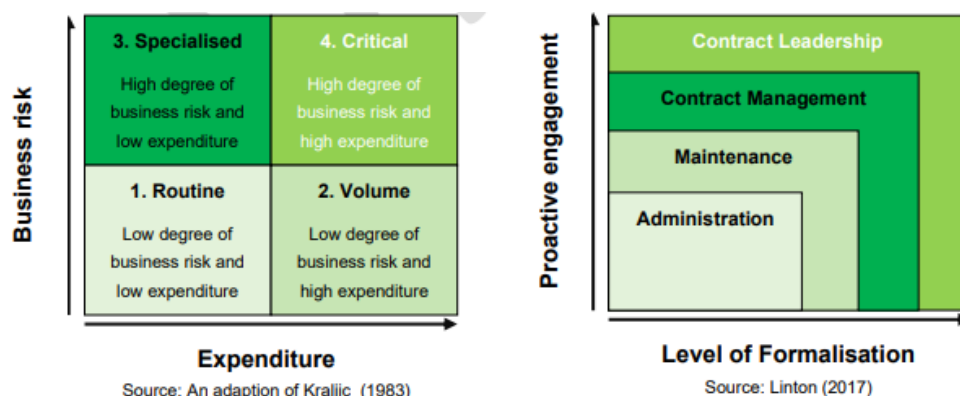 Business risk
3. Specialised
High degree of
business risk and
low expenditure
4. Critical
High degree of
business risk and
high expenditure
1. Routine
Low degree of
business risk and
low expenditure
2. Volume
Low degree of
business risk and
high expenditure
Expenditure
Source: An adaption of Kraljic (1983)
Proactive engagement
Contract Leadership
Contract Management
Maintenance
Administration
Level of Formalisation
Source: Linton (2017)